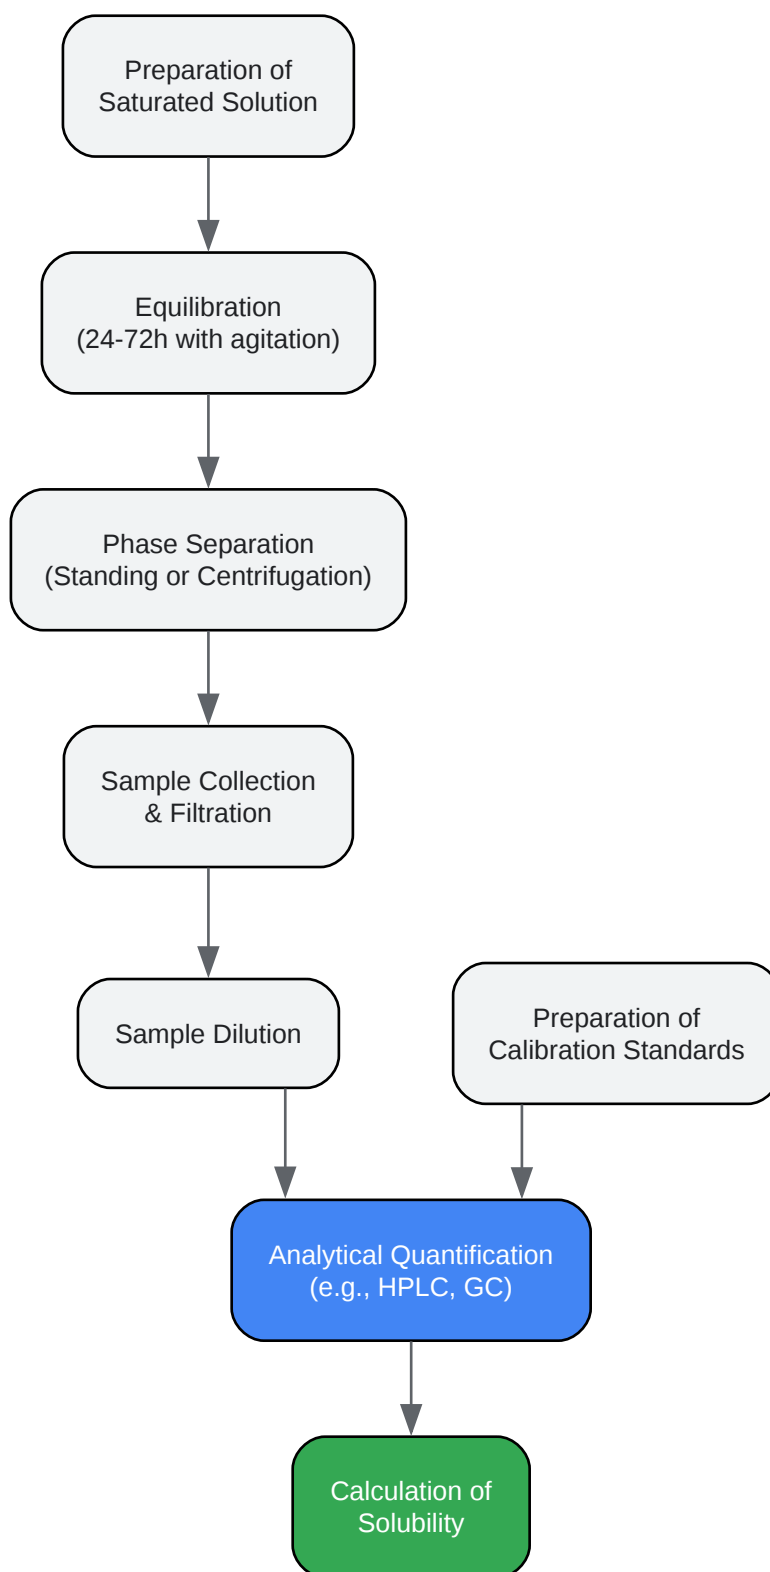 Preparation of
Saturated Solution
Equilibration
(24-72h with agitation)
Phase Separation
(Standing or Centrifugation)
Sample Collection
& Filtration
Sample Dilution
Preparation of
Calibration Standards
Analytical Quantification
(e.g., HPLC, GC)
Calculation of
Solubility